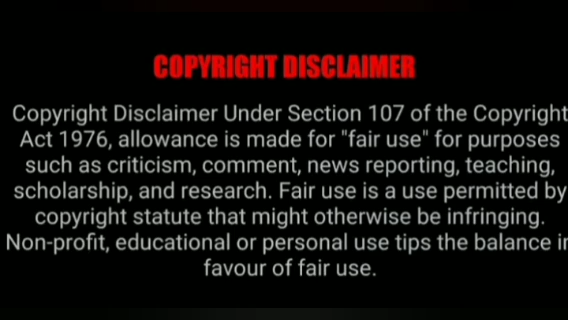 COPYRIGHT DISCLAIMER
Copyright Disclaimer Under Section 107 of the Copyright
Act 1976, allowance is made for "fair use" for purposes
such as criticism, comment, news reporting, teaching,
scholarship, and research. Fair use is a use permitted by
copyright statute that might otherwise be infringing.
Non-profit, educational or personal use tips the balance in
favour of fair use.